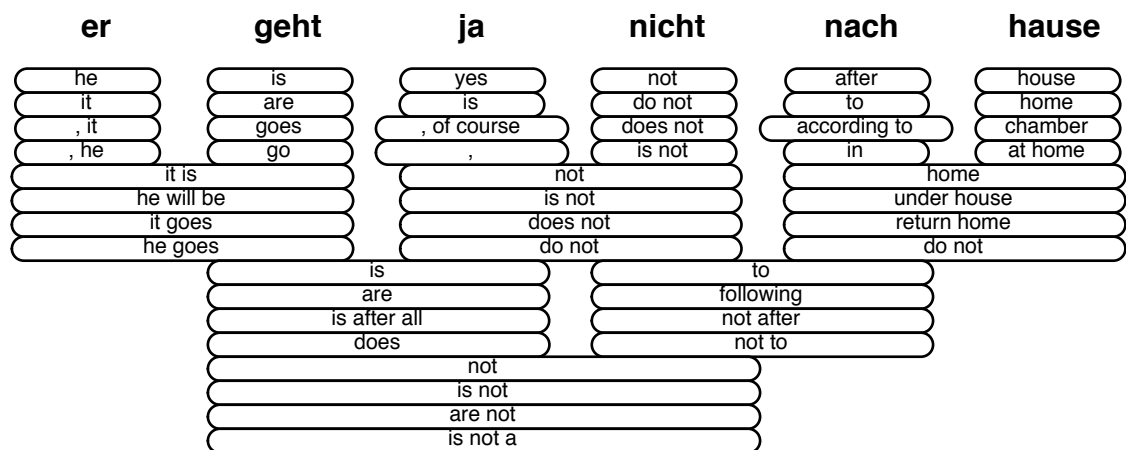 er geht ja nicht nach hause
he is yes not after house
it are is do not to home
, it goes , of course does not according to chamber
, he go , is not in at home
it is not home
he will be is not under house
it goes does not return home
he goes do not do not
is to
are following
is after all not after
does not to
not
is not
are not
is not a